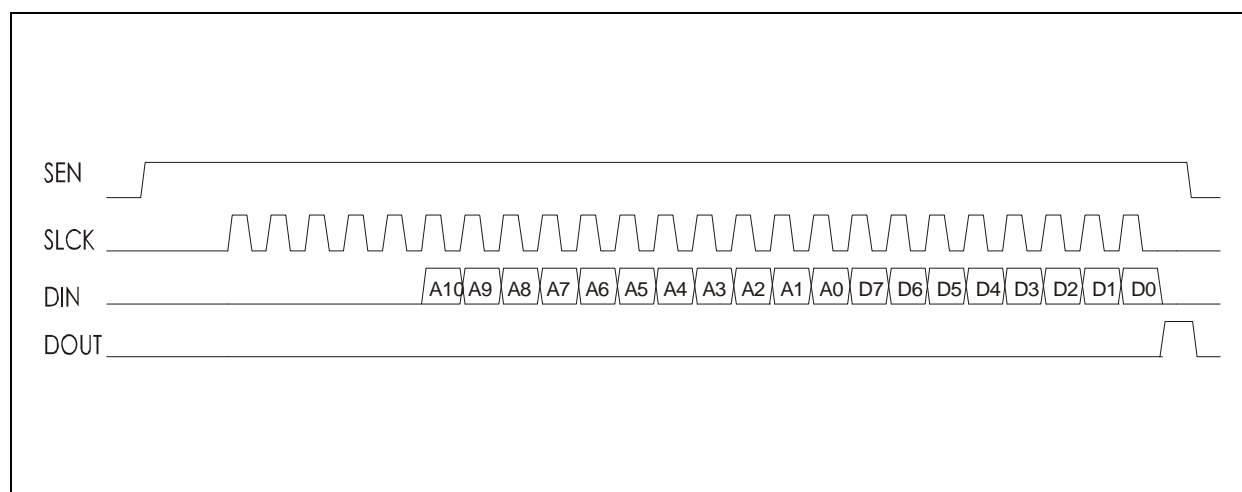 SEN
SLCK
DIN A10 A9 A8 A7 A6 A5 A4 A3 A2 A1 A0 D7 D6 D5 D4 D3 D2 D1 D0
DOUT